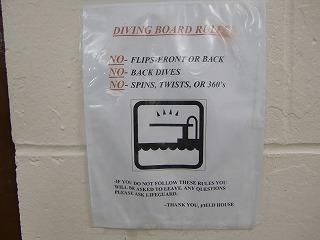 DIVING BOARD RULES
NO- FLIPS-FRONT OR BACK
NO- BACK DIVES
NO- SPINS, TWISTS, OR 360's
-IF YOU DO NOT FOLLOW THESE RULES YOU
WILL BE ASKED TO LEAVE. ANY QUESTIONS
PLEASE ASK LIFEGUARD.
-THANK YOU, FIELD HOUSE